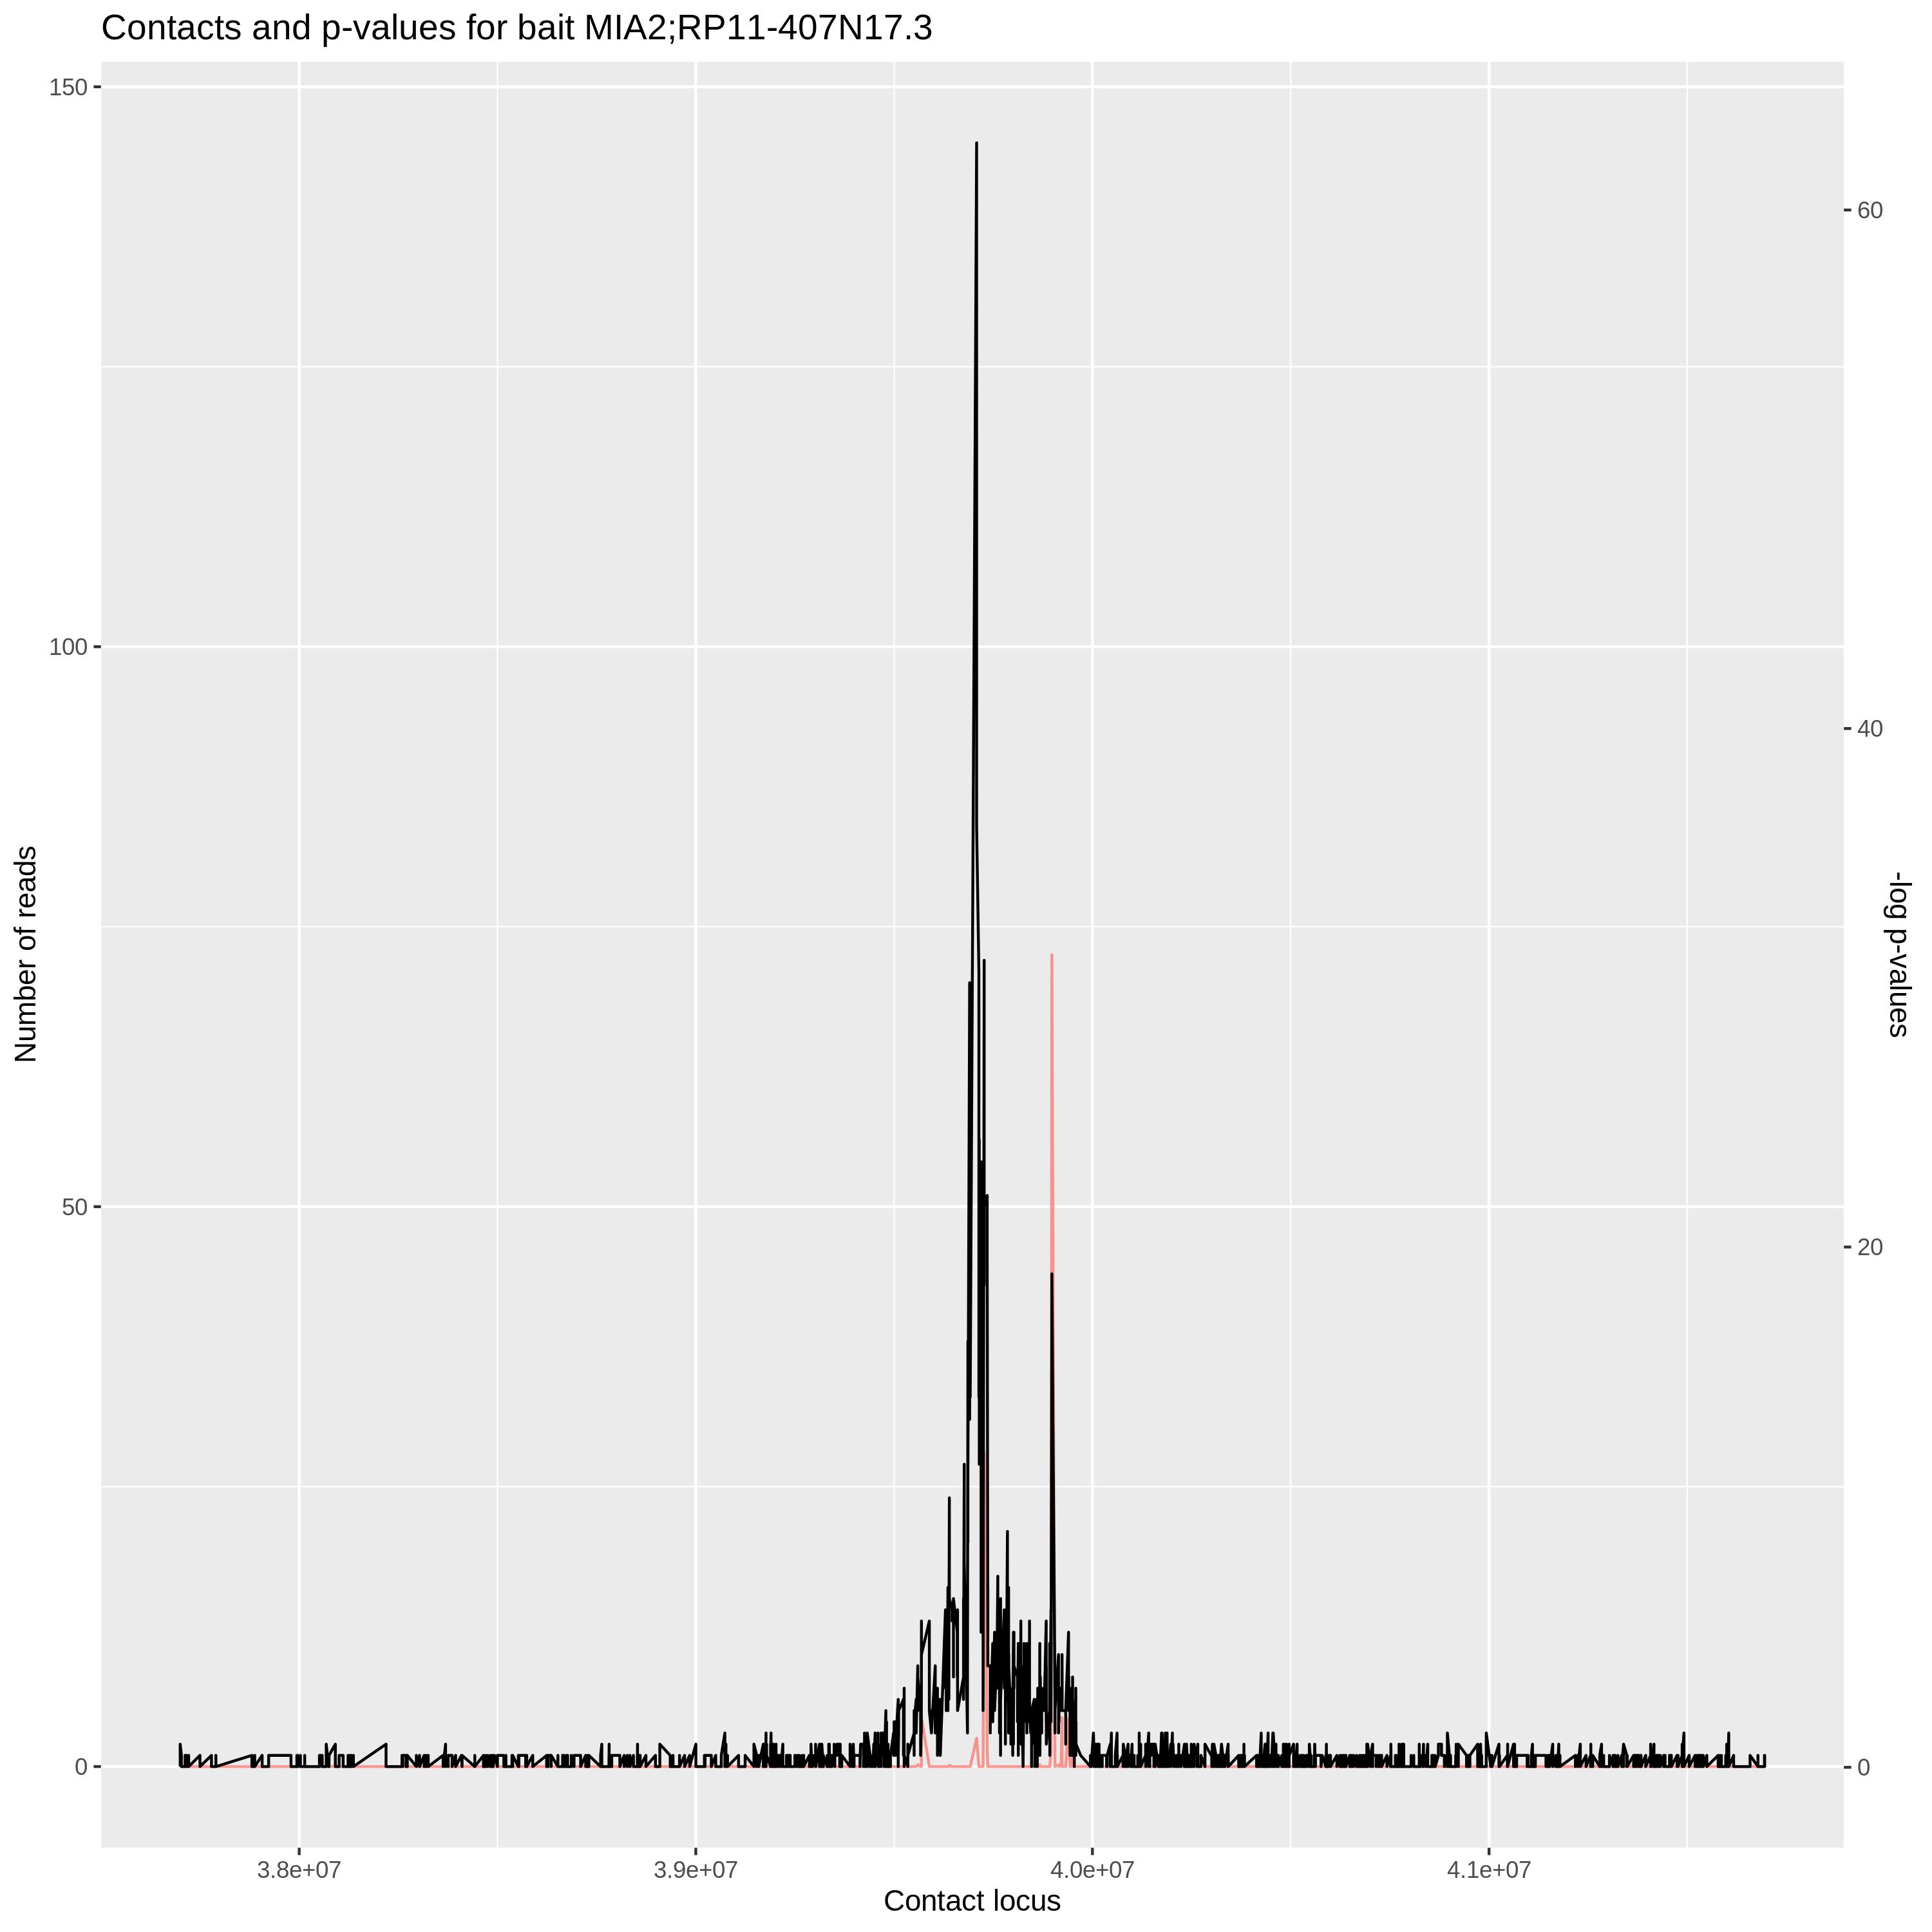 Contacts and p-values for bait MIA2;RP11-407N17.3
150
100
50
0
Number of reads
60
40
20
0
-log p-values
3.8e+07 3.9e+07 4.0e+07 4.1e+07
Contact locus